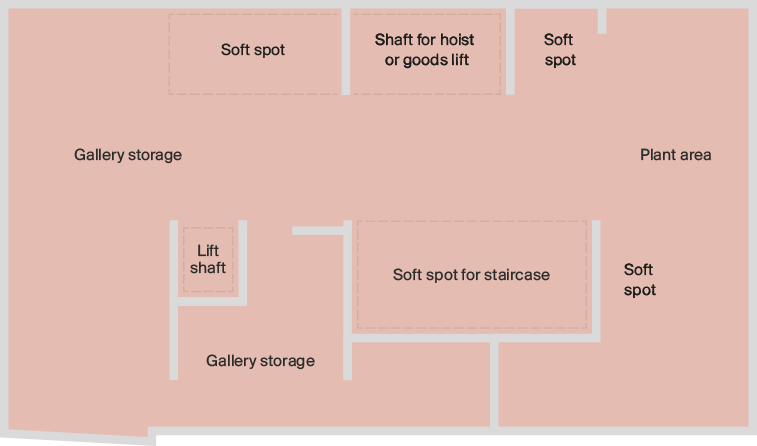 Soft spot
Shaft for hoist
or goods lift
Soft
spot
Gallery storage
Plant area
Lift
shaft
Soft spot for staircase
Soft
spot
Gallery storage